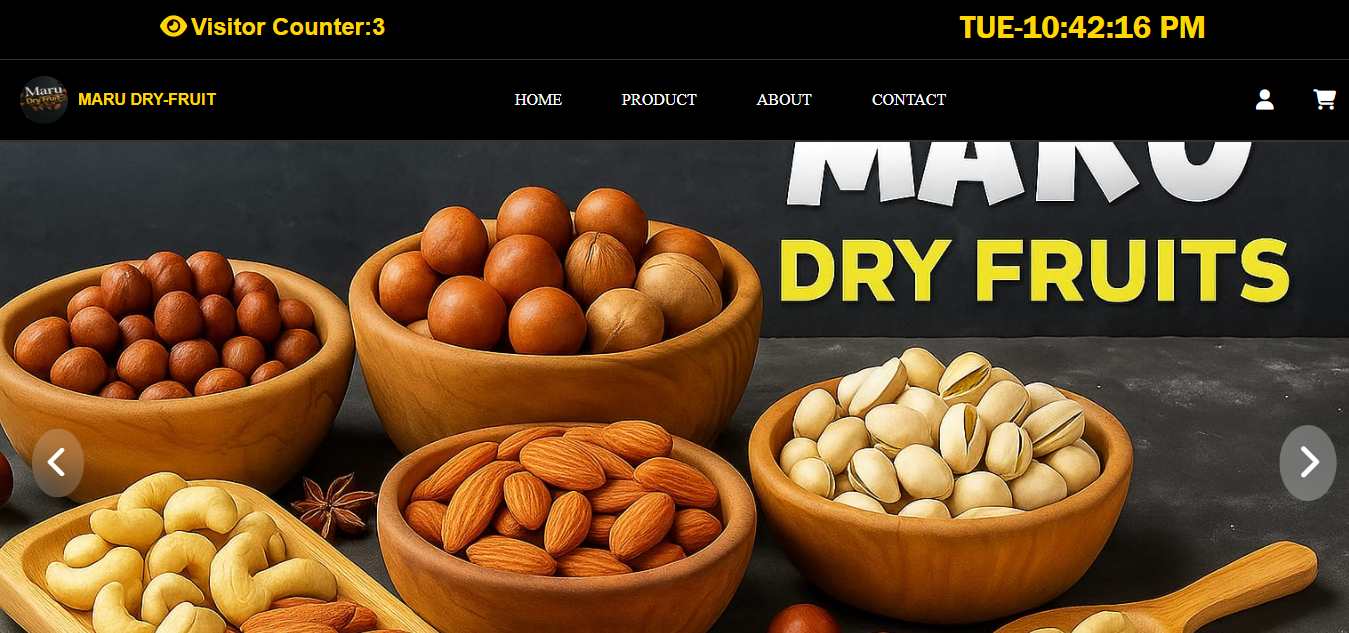 Visitor Counter:3
TUE-10:42:16 PM
Maru
Dry Fruit
MARU DRY-FRUIT
HOME
PRODUCT
ABOUT
CONTACT
MARU
DRY FRUITS